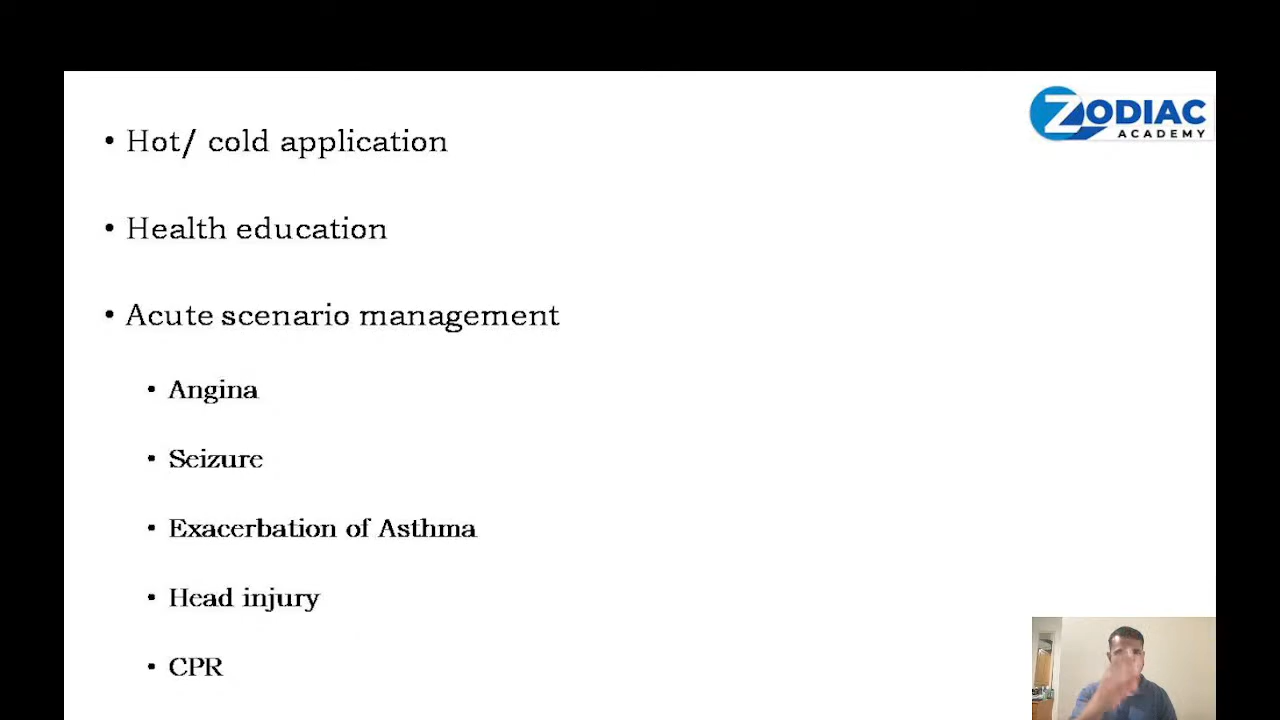 ZODIAC
ACADEMY
• Hot/ cold application
• Health education
• Acute scenario management
• Angina
• Seizure
• Exacerbation of Asthma
• Head injury
• CPR